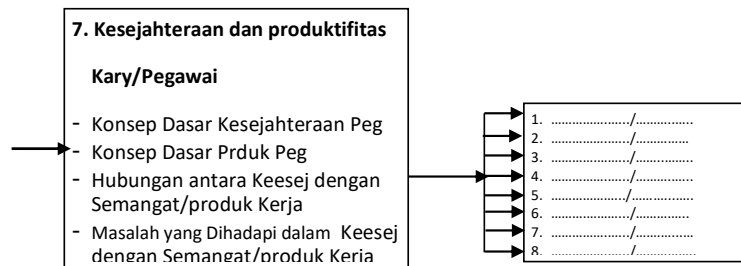 7. Kesejahteraan dan produktifitas
Kary/Pegawai
- Konsep Dasar Kesejahteraan Peg
- Konsep Dasar Prduk Peg
- Hubungan antara Keesej dengan
Semangat/produk Kerja
- Masalah yang Dihadapi dalam Keesej
dengan Semangat/produk Kerja
1. ...................../...............
2. ...................../..............
3. ...................../...............
4. ...................../...............
5. ..................../..................
6. ...................../..............
7. ...................../...............
8. ...................../................